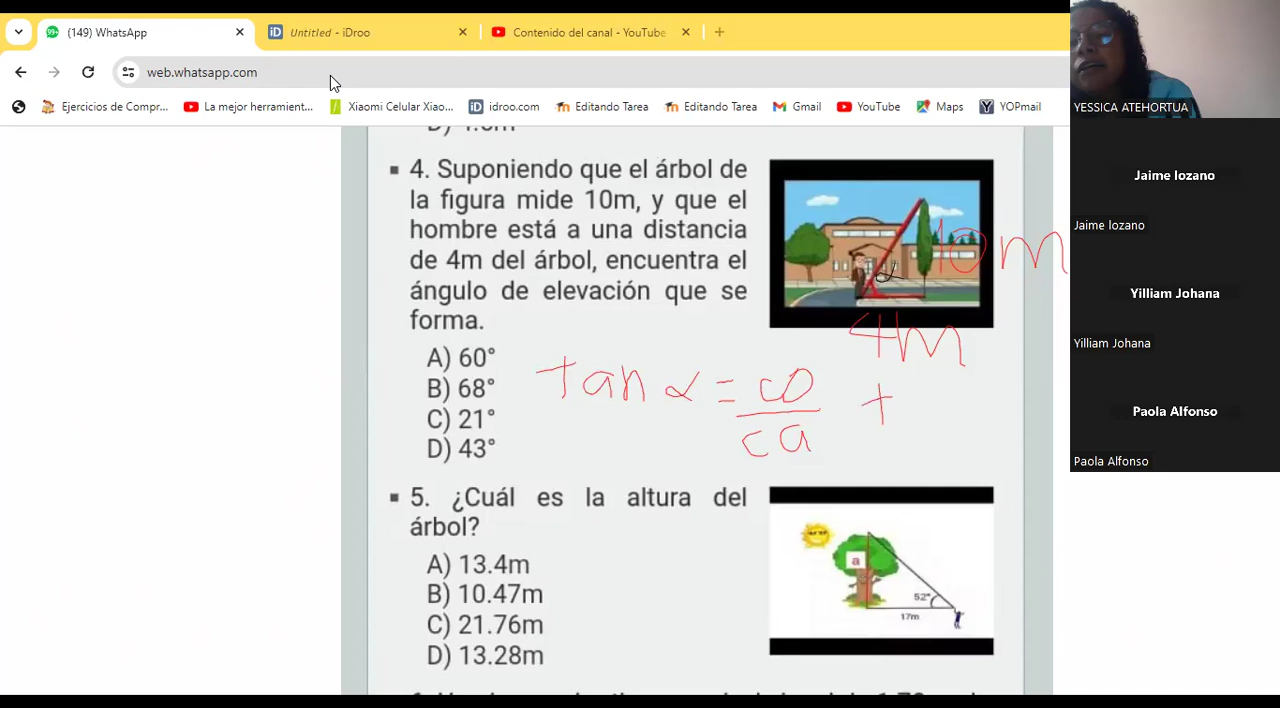 (149) WhatsApp
Untitled - iDroo
Contenido del canal - YouTube
web.whatsapp.com
Ejercicios de Compr...
La mejor herramient...
Xiaomi Celular Xiao...
idroo.com
Editando Tarea
Editando Tarea
Gmail
YouTube
Maps
YOPmail
4. Suponiendo que el árbol de
la figura mide 10m, y que el
hombre está a una distancia
de 4m del árbol, encuentra el
ángulo de elevación que se
forma.
A) 60°
B) 68°
C) 21°
D) 43°
α
10m
4m
tan α = co
ca
t
5. ¿Cuál es la altura del
árbol?
A) 13.4m
B) 10.47m
C) 21.76m
D) 13.28m
a
52°
17m
YESSICA ATEHORTUA
Jaime lozano
Jaime lozano
Yilliam Johana
Yilliam Johana
Paola Alfonso
Paola Alfonso